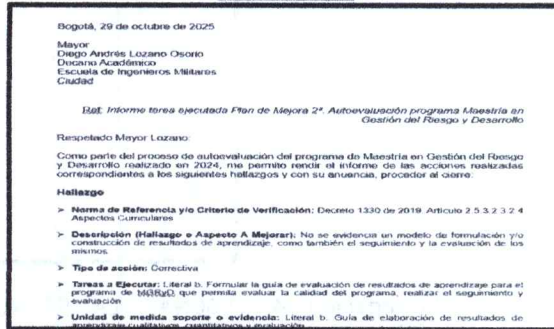 Bogotá, 29 de octubre de 2025
Mayor
Diego Andrés Lozano Osorio
Decano Académico
Escuela de Ingenieros Militares
Ciudad
Ref: Informe tarea ejecutada Plan de Mejora 2ª. Autoevaluación programa Maestría en
Gestión del Riesgo y Desarrollo
Respetado Mayor Lozano:
Como parte del proceso de autoevaluación del programa de Maestría en Gestión del Riesgo
y Desarrollo realizado en 2024, me permito rendir el informe de las acciones realizadas
correspondientes a los siguientes hallazgos y con su anuencia, proceder al cierre:
Hallazgo
➤ Norma de Referencia y/o Criterio de Verificación: Decreto 1330 de 2019. Artículo 2.5.3.2.3.2.4
Aspectos Curriculares
➤ Descripción (Hallazgo o Aspecto A Mejorar): No se evidencia un modelo de formulación y/o
construcción de resultados de aprendizaje, como también el seguimiento y la evaluación de los
mismos.
➤ Tipo de acción: Correctiva
➤ Tareas a Ejecutar: Literal b. Formular la guía de evaluación de resultados de aprendizaje para el
programa de que permita evaluar la calidad del programa, realizar el seguimiento y
evaluación
➤ Unidad de medida soporte o evidencia: Literal b. Guía de elaboración de resultados de
aprendizaje cualitativos, cuantitativos y evaluación